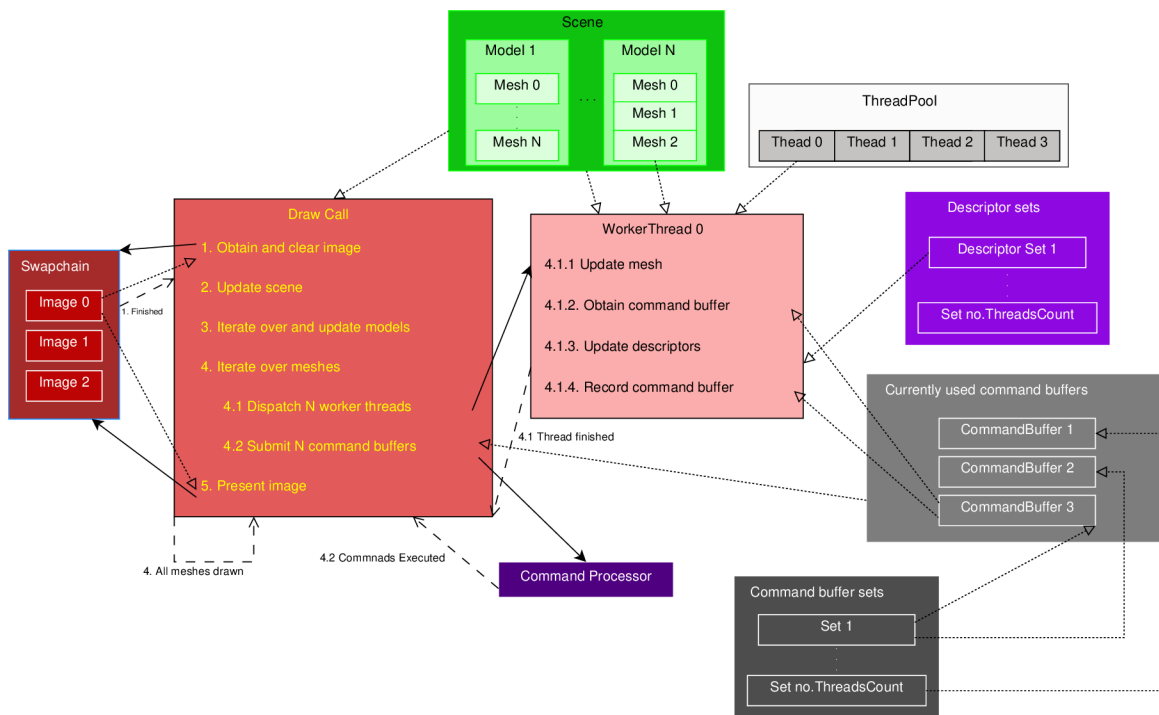 Scene
Model 1
Model N
Mesh 0
Mesh 0
. . .
Mesh 1
Mesh N
Mesh 2
ThreadPool
Thead 0
Thead 1
Thead 2
Thead 3
Draw Call
1. Obtain and clear image
2. Update scene
3. Iterate over and update models
4. Iterate over meshes
4.1 Dispatch N worker threads
4.2 Submit N command buffers
5. Present image
Swapchain
Image 0
Image 1
Image 2
1. Finished
WorkerThread 0
4.1.1 Update mesh
4.1.2. Obtain command buffer
4.1.3. Update descriptors
4.1.4. Record command buffer
Descriptor sets
Descriptor Set 1
Set no.ThreadsCount
Currently used command buffers
CommandBuffer 1
CommandBuffer 2
CommandBuffer 3
4.1 Thread finished
4. All meshes drawn
4.2 Commnads Executed
Command Processor
Command buffer sets
Set 1
Set no.ThreadsCount